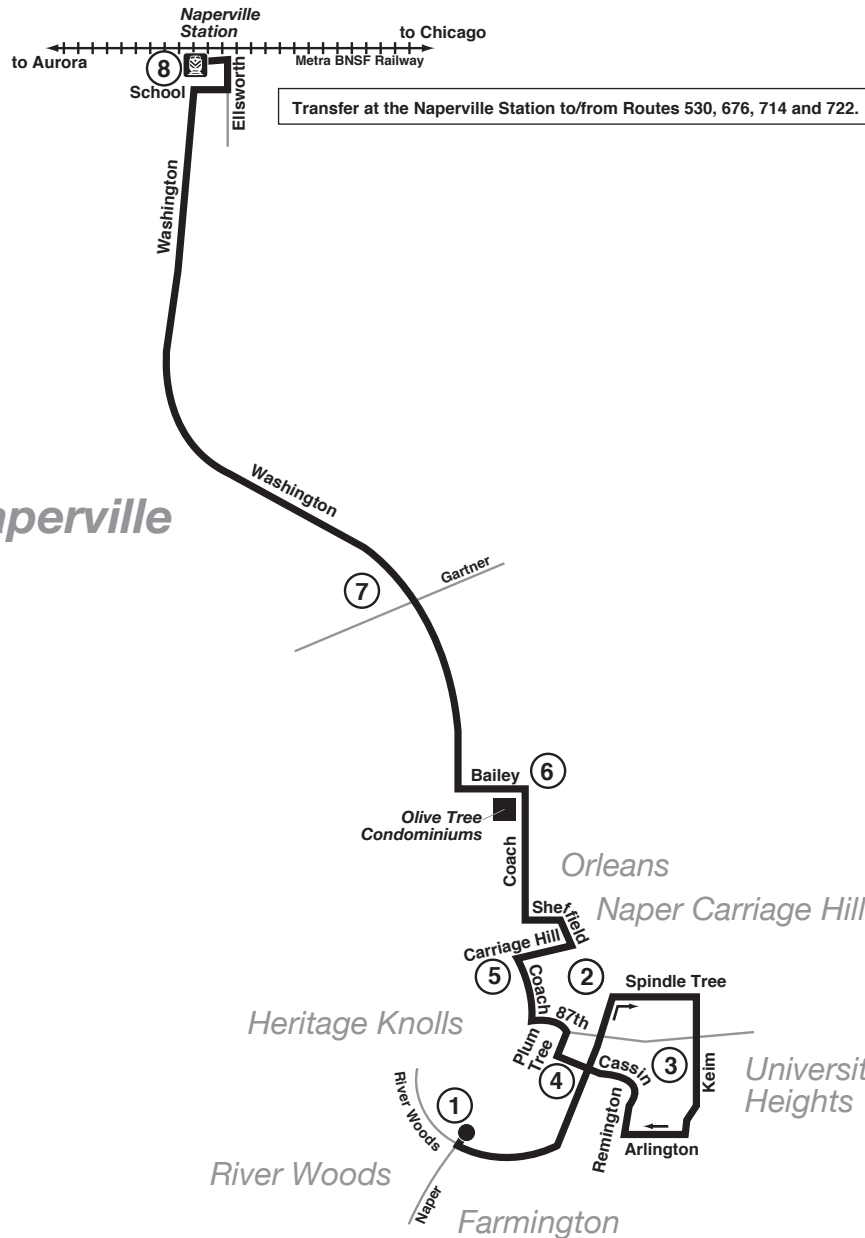 Naperville
Station
to Chicago
to Aurora
Metra BNSF Railway
8
School
Ellsworth
Transfer at the Naperville Station to/from Routes 530, 676, 714 and 722.
Washington
Washington
aperville
Gartner
7
Bailey
6
Olive Tree
Condominiums
Coach
Orleans
Sheffield
Naper Carriage Hill
Carriage Hill
5
Coach
2
Spindle Tree
87th
Heritage Knolls
Plum
Tree
4
Cassin
3
Keim
Universit
Heights
River Woods
1
Remington
Arlington
River Woods
Naper
Farmington